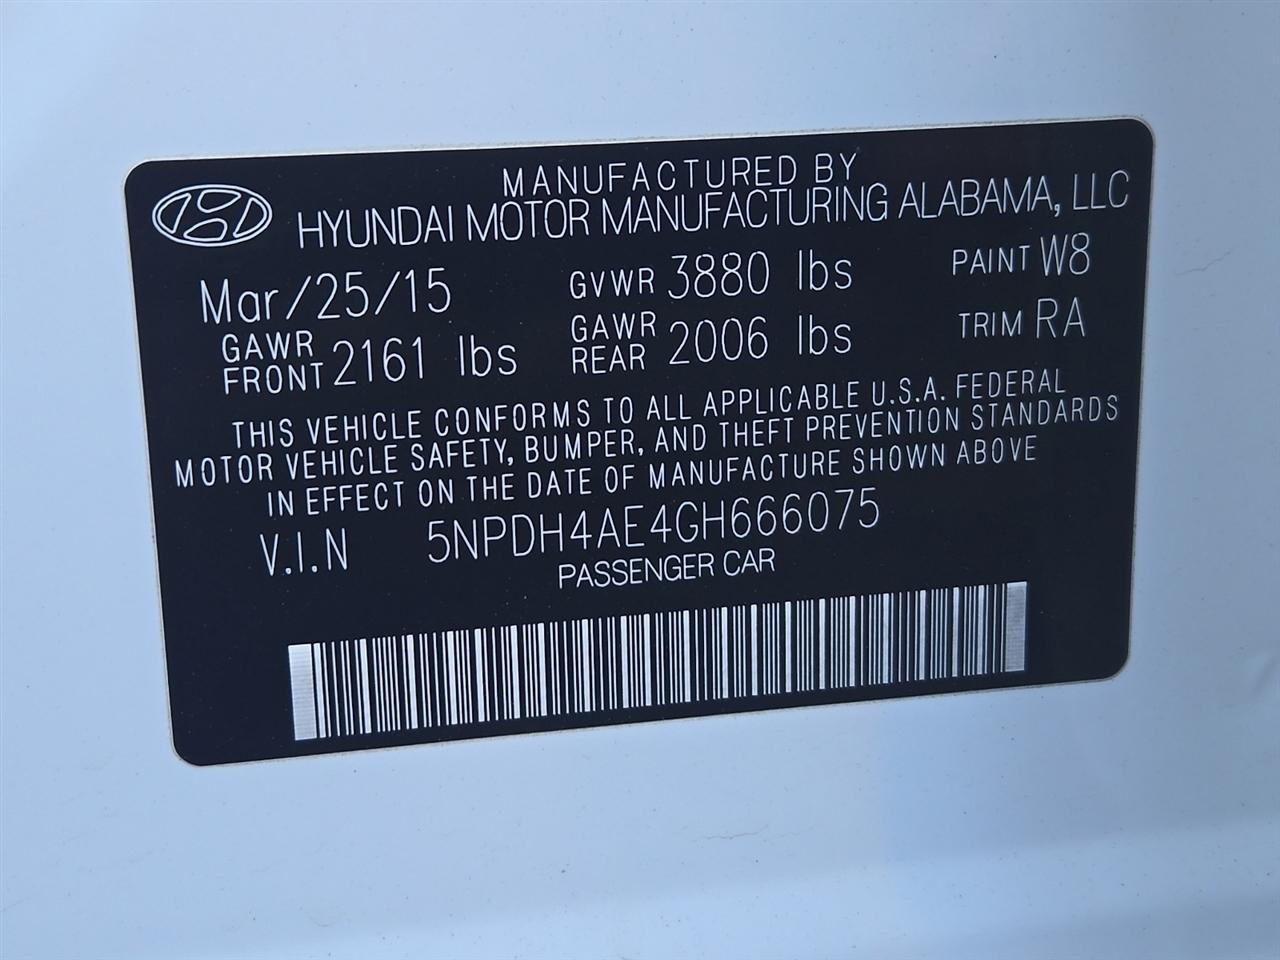 MANUFACTURED BY
HYUNDAI MOTOR MANUFACTURING ALABAMA, LLC
Mar/25/15 GVWR 3880 lbs PAINT W8
GAWR FRONT 2161 lbs GAWR REAR 2006 lbs TRIM RA
THIS VEHICLE CONFORMS TO ALL APPLICABLE U.S.A. FEDERAL
MOTOR VEHICLE SAFETY, BUMPER, AND THEFT PREVENTION STANDARDS
IN EFFECT ON THE DATE OF MANUFACTURE SHOWN ABOVE
V.I.N 5NPDH4AE4GH666075
PASSENGER CAR